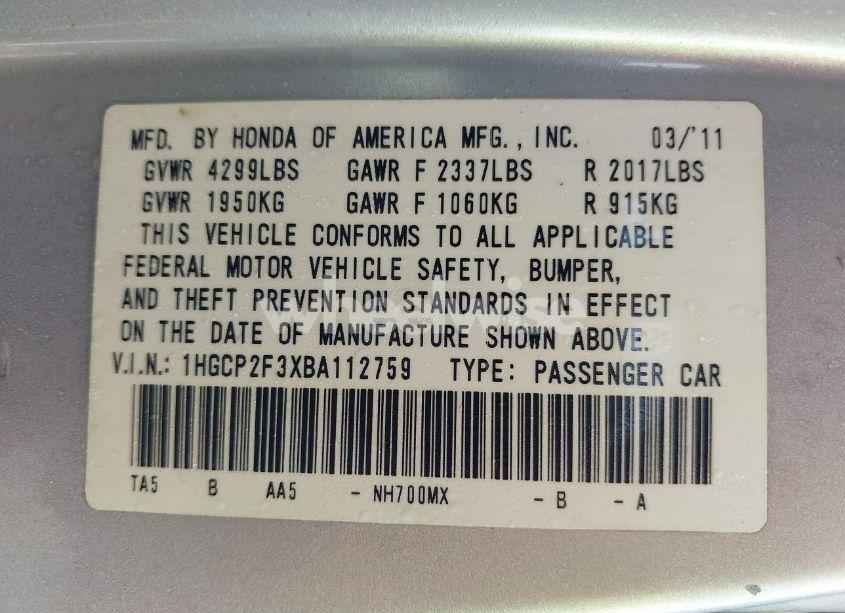 MFD. BY HONDA OF AMERICA MFG., INC. 03/'11
GVWR 4299LBS GAWR F 2337LBS R 2017LBS
GVWR 1950KG GAWR F 1060KG R 915KG
THIS VEHICLE CONFORMS TO ALL APPLICABLE
FEDERAL MOTOR VEHICLE SAFETY, BUMPER,
AND THEFT PREVENTION STANDARDS IN EFFECT
ON THE DATE OF MANUFACTURE SHOWN ABOVE.
V.I.N.: 1HGCP2F3XBA112759 TYPE: PASSENGER CAR
TA5 B AA5 - NH700MX - B - A